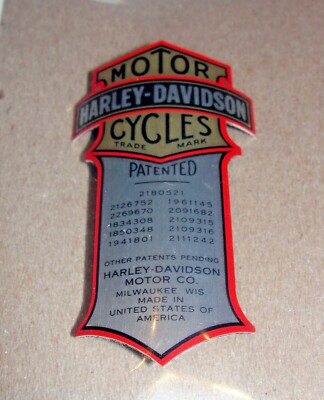 MOTOR
HARLEY-DAVIDSON
CYCLES
TRADE MARK
PATENTED
2180521
2126752 1961145
2269670 2091682
1834308 2109315
1850348 2109316
1941801 2111242
OTHER PATENTS PENDING
HARLEY-DAVIDSON
MOTOR CO.
MILWAUKEE, WIS.
MADE IN
UNITED STATES OF
AMERICA